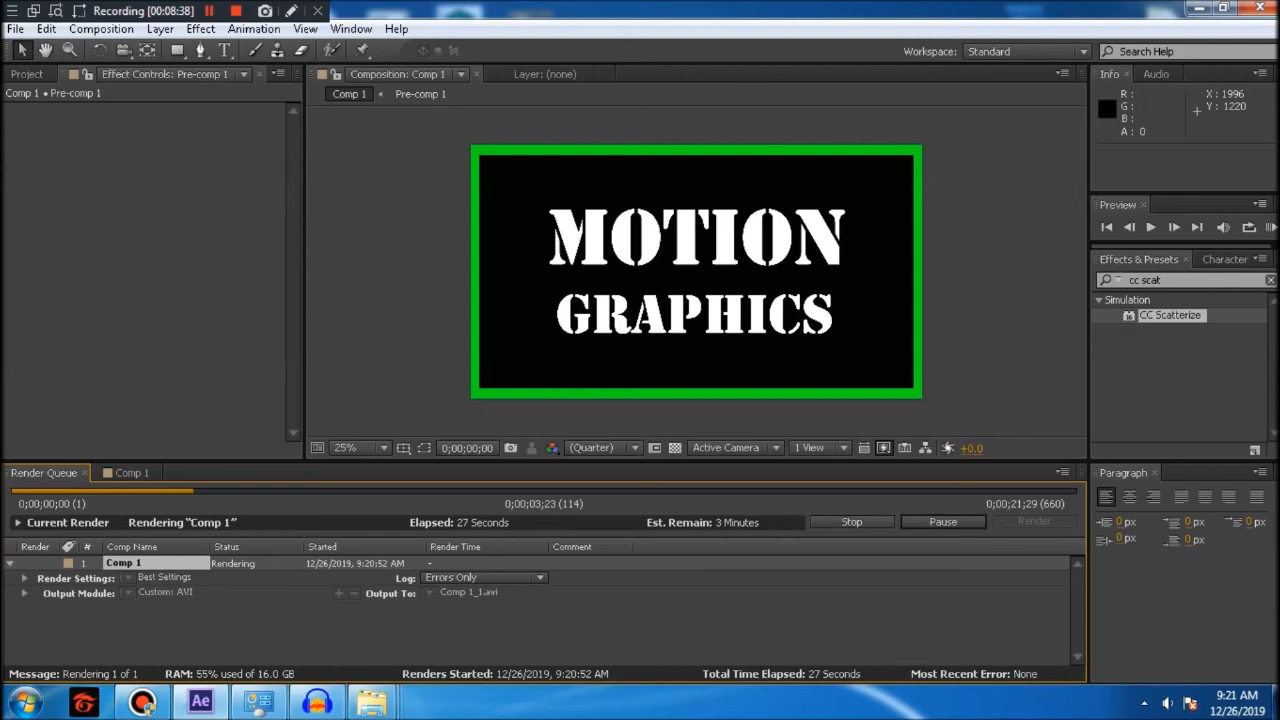 Recording [00:08:38]
File Edit Composition Layer Effect Animation View Window Help
Workspace: Standard Search Help
Project Effect Controls: Pre-comp 1 Composition: Comp 1 Layer: (none) Info Audio
Comp 1 • Pre-comp 1 Comp 1 Pre-comp 1
R: X: 1996
G: Y: 1220
B:
A: 0
MOTION
GRAPHICS
Preview
Effects & Presets Character
cc scat
Simulation
CC Scatterize
25% 0;00;00;00 (Quarter) Active Camera 1 View +0.0
Render Queue Comp 1 Paragraph
0;00;00;00 (1) 0;00;03;23 (114) 0;00;21;29 (660)
Current Render Rendering "Comp 1" Elapsed: 27 Seconds Est. Remain: 3 Minutes Stop Pause Render
0 px 0 px 0 px
0 px 0 px
Render # Comp Name Status Started Render Time Comment
1 Comp 1 Rendering 12/26/2019, 9:20:52 AM -
Render Settings: Best Settings Log: Errors Only
Output Module: Custom: AVI Output To: Comp 1_1.avi
Message: Rendering 1 of 1 RAM: 55% used of 16.0 GB Renders Started: 12/26/2019, 9:20:52 AM Total Time Elapsed: 27 Seconds Most Recent Error: None
Ae
9:21 AM
12/26/2019